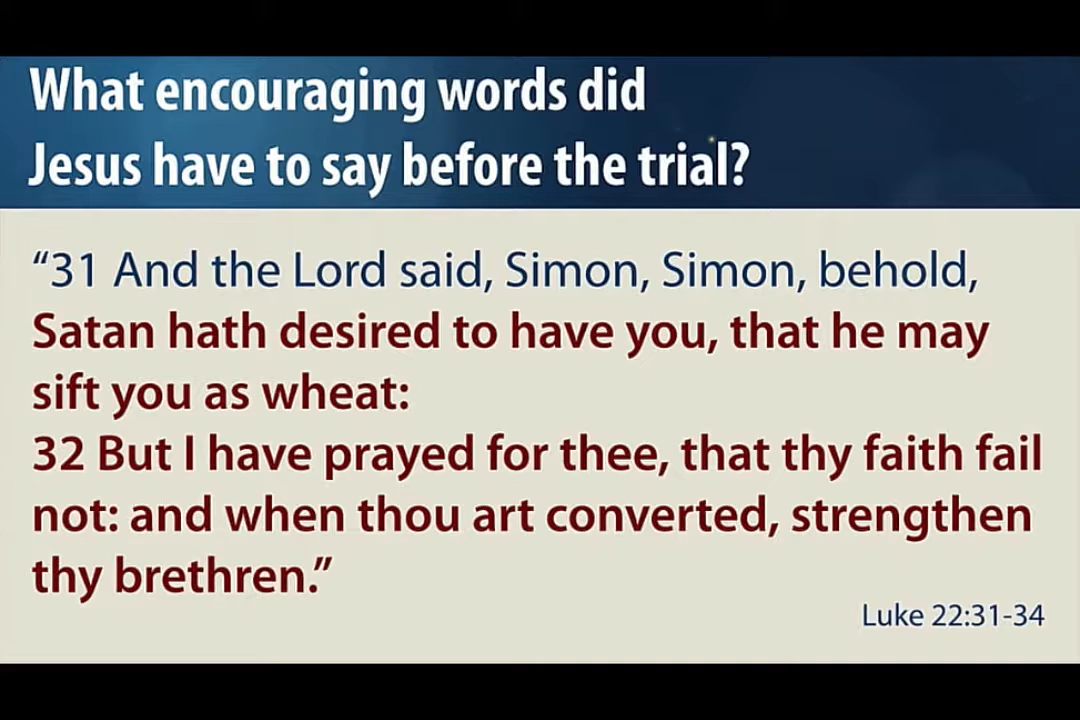 What encouraging words did
Jesus have to say before the trial?
“31 And the Lord said, Simon, Simon, behold,
Satan hath desired to have you, that he may
sift you as wheat:
32 But I have prayed for thee, that thy faith fail
not: and when thou art converted, strengthen
thy brethren.”
Luke 22:31-34